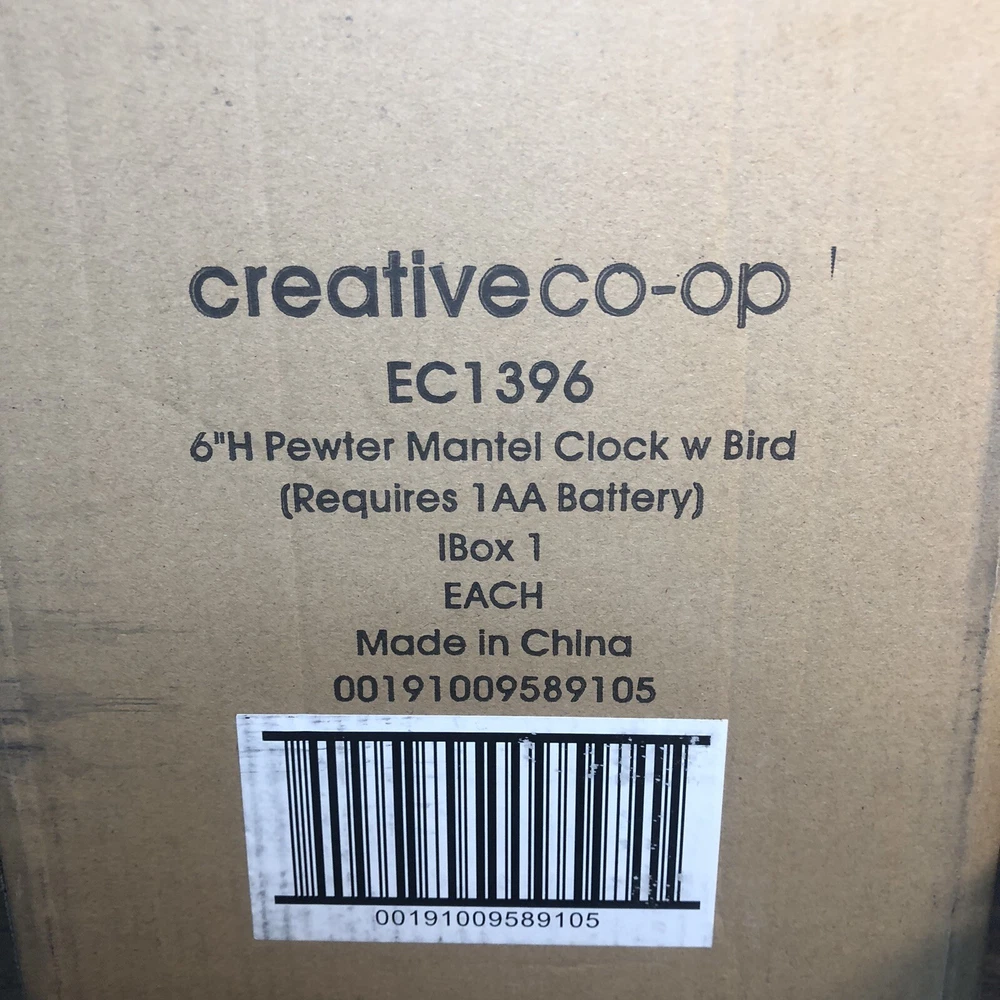 creativeco-op
EC1396
6"H Pewter Mantel Clock w Bird
(Requires 1AA Battery)
IBox 1
EACH
Made in China
00191009589105
00191009589105